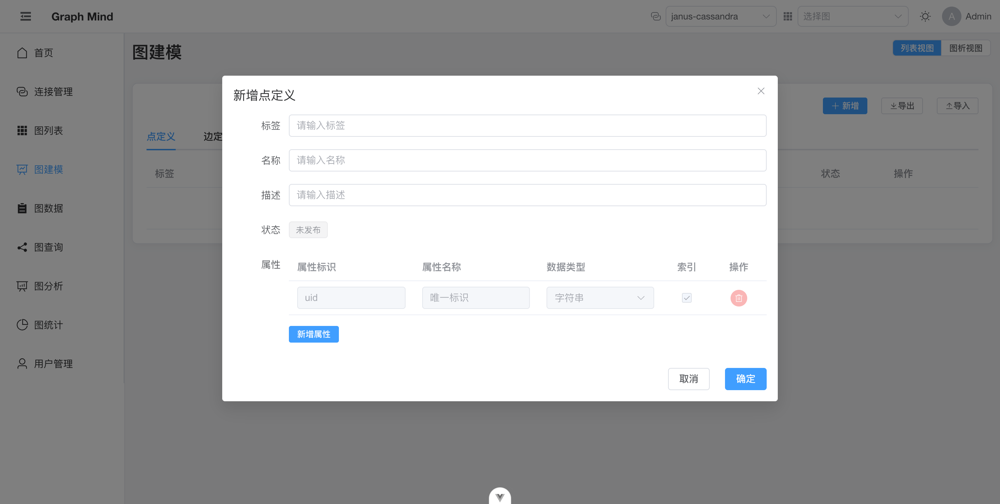 Graph Mind
janus-cassandra
选择图
A
Admin
首页
连接管理
图列表
图建模
图数据
图查询
图分析
图统计
用户管理
图建模
列表视图
图析视图
新增
导出
导入
点定义
边定
标签
状态
操作
新增点定义
标签
请输入标签
名称
请输入名称
描述
请输入描述
状态
未发布
属性
属性标识
属性名称
数据类型
索引
操作
uid
唯一标识
字符串
新增属性
取消
确定